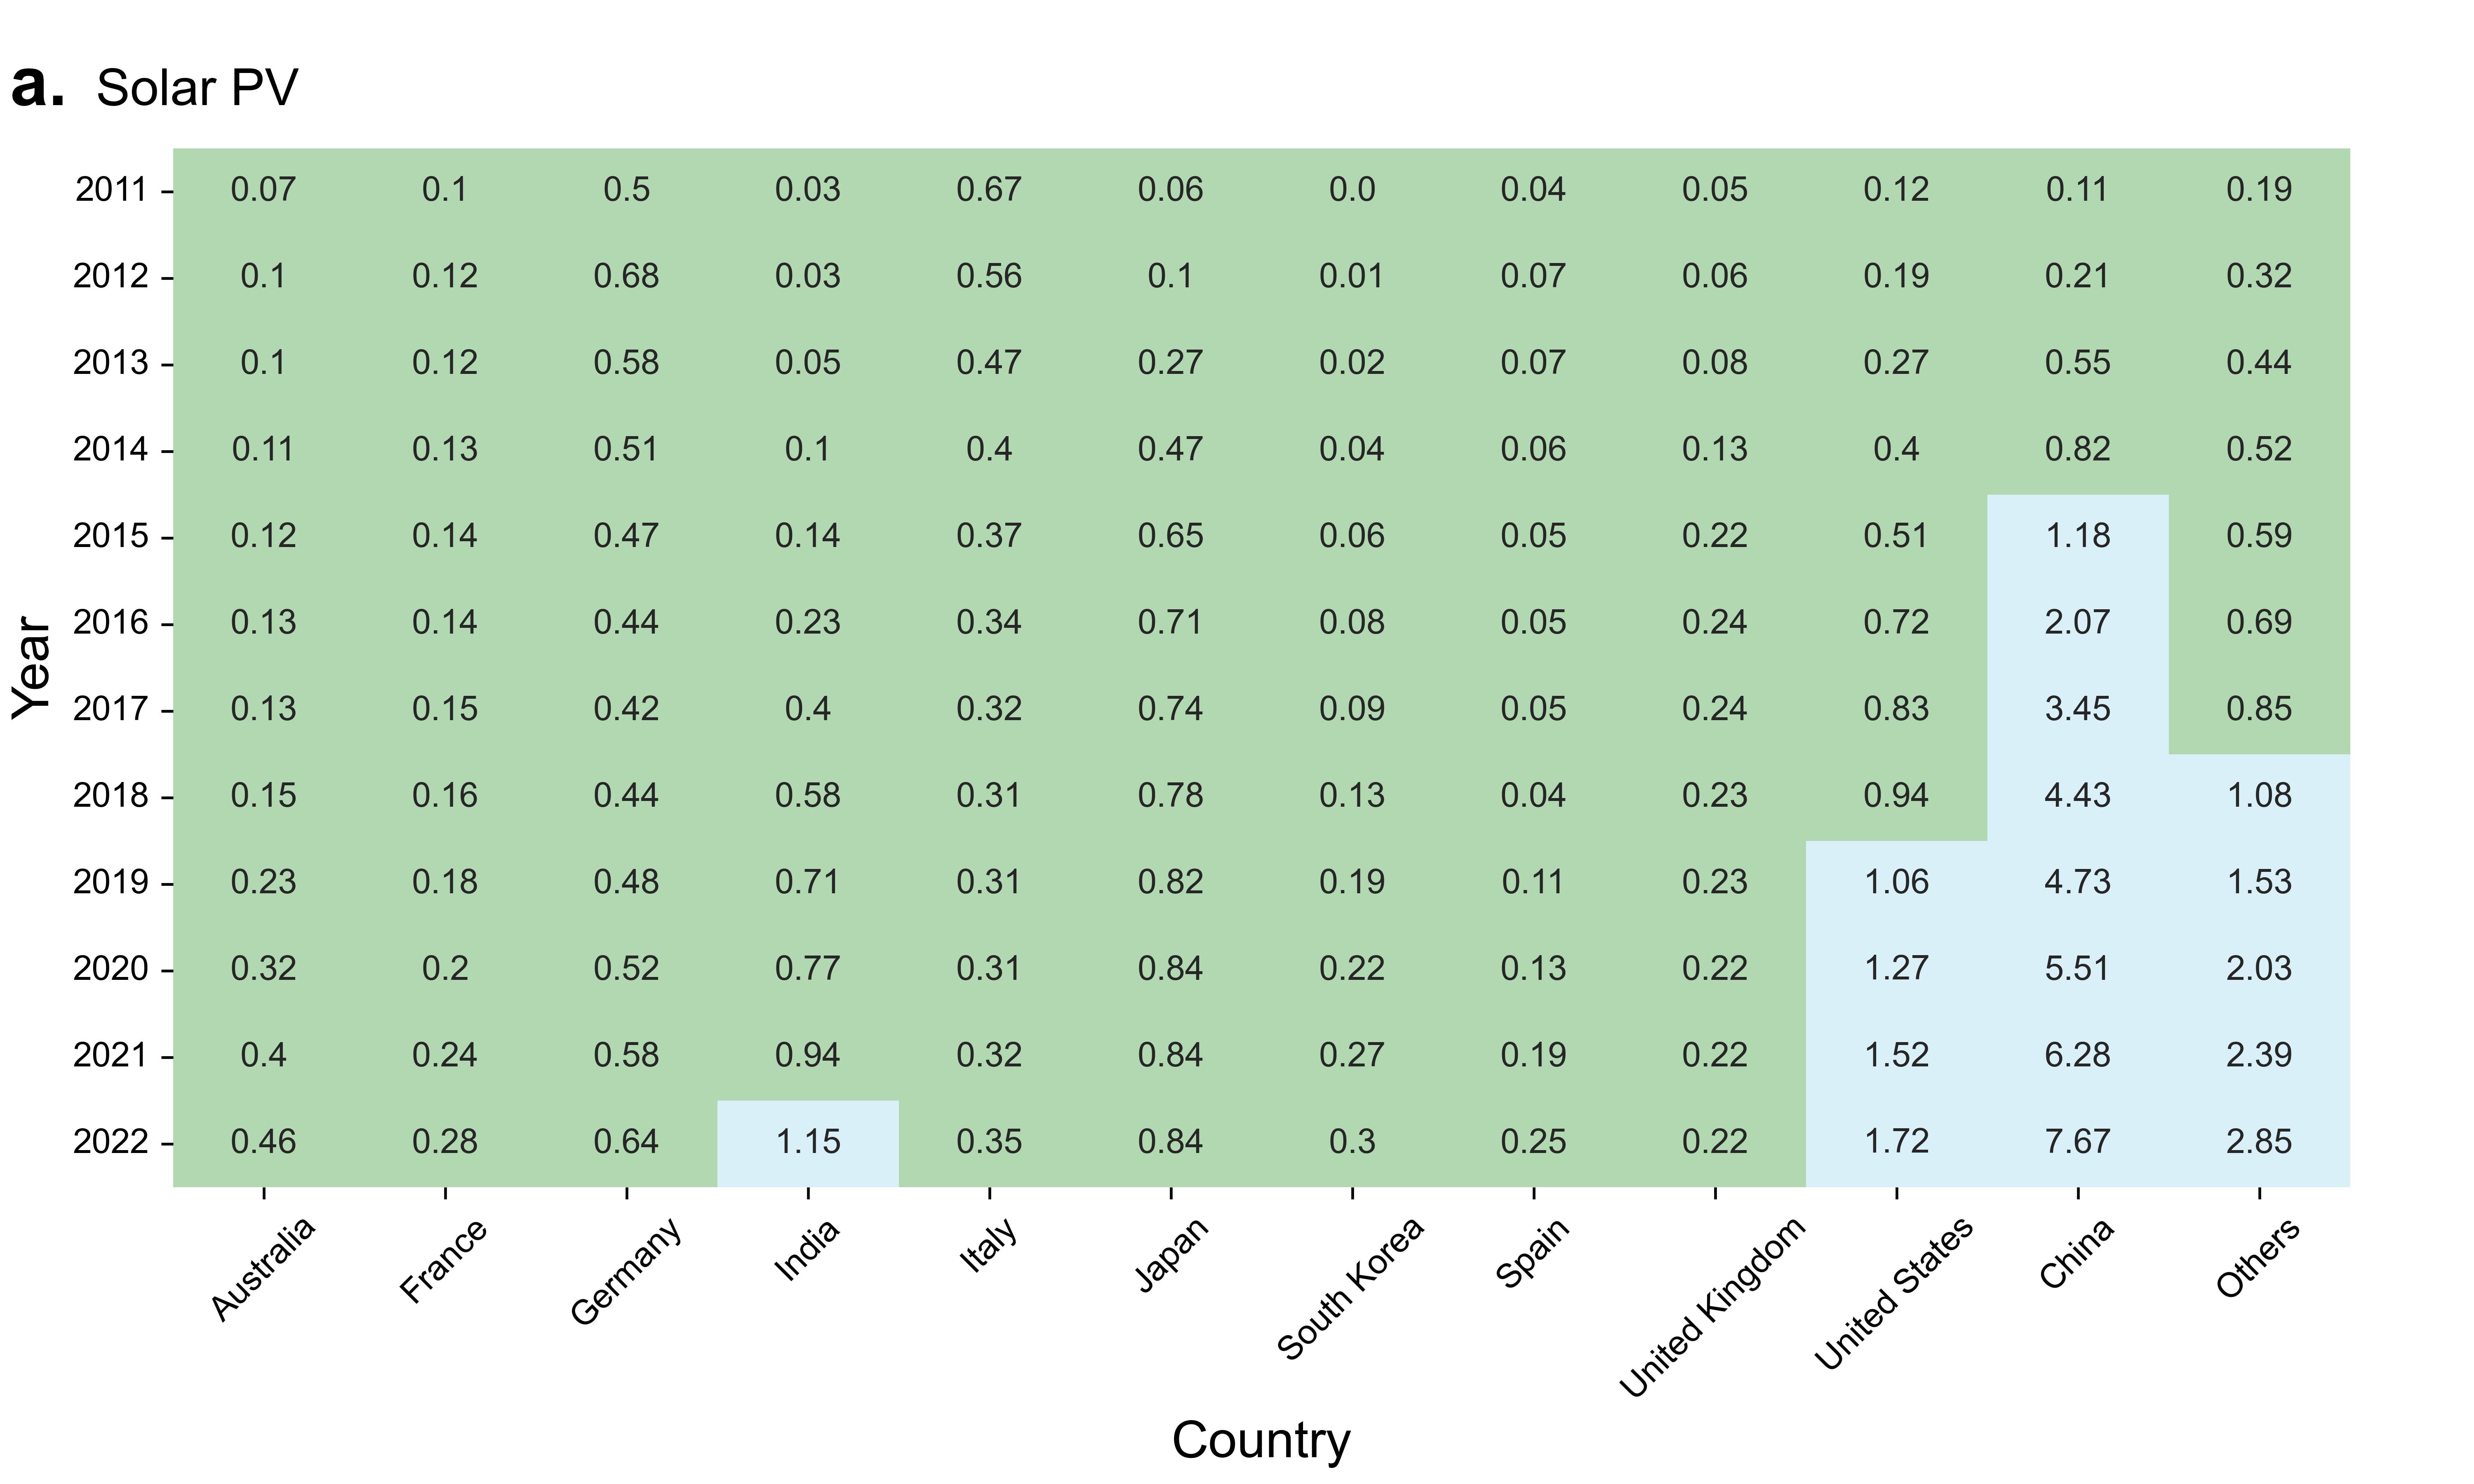 a. Solar PV
2011 0.07 0.1 0.5 0.03 0.67 0.06 0.0 0.04 0.05 0.12 0.11 0.19
2012 0.1 0.12 0.68 0.03 0.56 0.1 0.01 0.07 0.06 0.19 0.21 0.32
2013 0.1 0.12 0.58 0.05 0.47 0.27 0.02 0.07 0.08 0.27 0.55 0.44
2014 0.11 0.13 0.51 0.1 0.4 0.47 0.04 0.06 0.13 0.4 0.82 0.52
2015 0.12 0.14 0.47 0.14 0.37 0.65 0.06 0.05 0.22 0.51 1.18 0.59
2016 0.13 0.14 0.44 0.23 0.34 0.71 0.08 0.05 0.24 0.72 2.07 0.69
2017 0.13 0.15 0.42 0.4 0.32 0.74 0.09 0.05 0.24 0.83 3.45 0.85
2018 0.15 0.16 0.44 0.58 0.31 0.78 0.13 0.04 0.23 0.94 4.43 1.08
2019 0.23 0.18 0.48 0.71 0.31 0.82 0.19 0.11 0.23 1.06 4.73 1.53
2020 0.32 0.2 0.52 0.77 0.31 0.84 0.22 0.13 0.22 1.27 5.51 2.03
2021 0.4 0.24 0.58 0.94 0.32 0.84 0.27 0.19 0.22 1.52 6.28 2.39
2022 0.46 0.28 0.64 1.15 0.35 0.84 0.3 0.25 0.22 1.72 7.67 2.85
Year
Australia France Germany India Italy Japan South Korea Spain United Kingdom United States China Others
Country